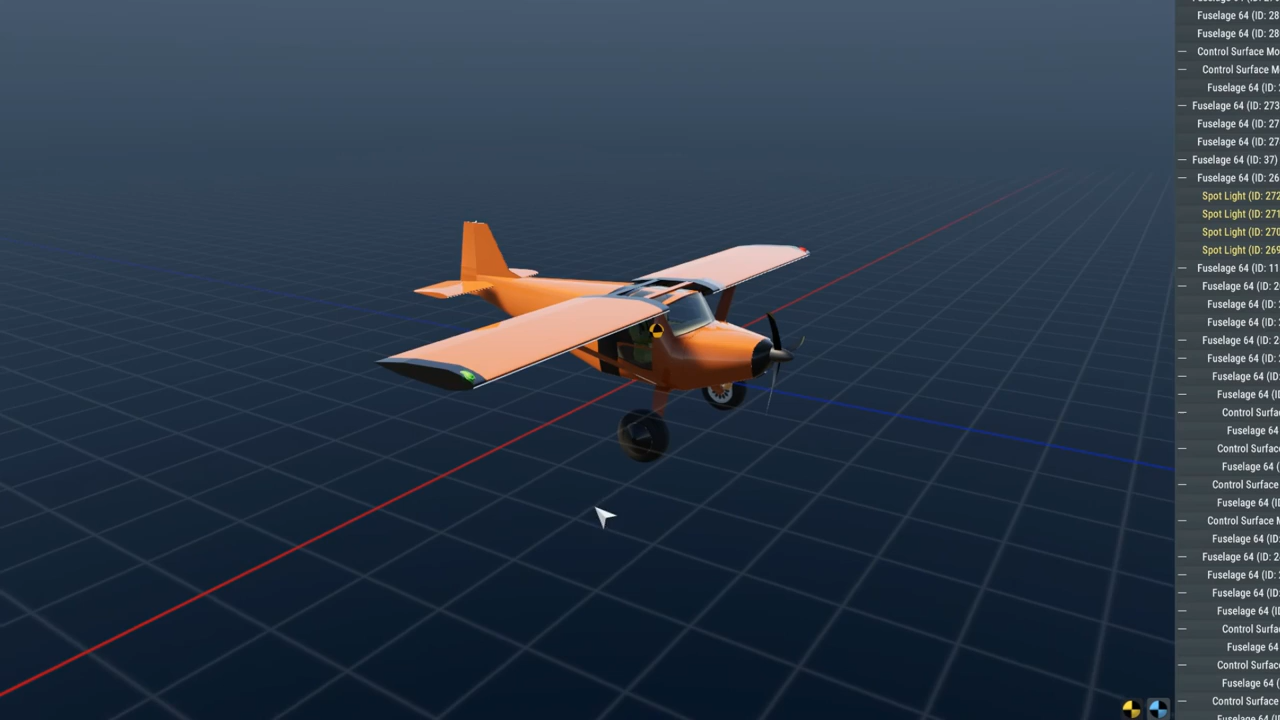 Fuselage 64 (ID: 28
Fuselage 64 (ID: 28
Control Surface Mo
Control Surface M
Fuselage 64 (ID:
Fuselage 64 (ID: 273
Fuselage 64 (ID: 27
Fuselage 64 (ID: 27
Fuselage 64 (ID: 37)
Fuselage 64 (ID: 26
Spot Light (ID: 272
Spot Light (ID: 271
Spot Light (ID: 270
Spot Light (ID: 269
Fuselage 64 (ID: 11
Fuselage 64 (ID: 2
Fuselage 64 (ID:
Fuselage 64 (ID:
Fuselage 64 (ID: 2
Fuselage 64 (ID:
Fuselage 64 (ID:
Fuselage 64 (I
Control Surfa
Fuselage 64
Control Surfa
Fuselage 64 (
Control Surface
Fuselage 64 (I
Control Surface M
Fuselage 64 (ID:
Fuselage 64 (ID: 2
Fuselage 64 (ID:
Fuselage 64 (ID:
Fuselage 64 (I
Control Surfa
Fuselage 64
Control Surfa
Fuselage 64 (
Control Surface